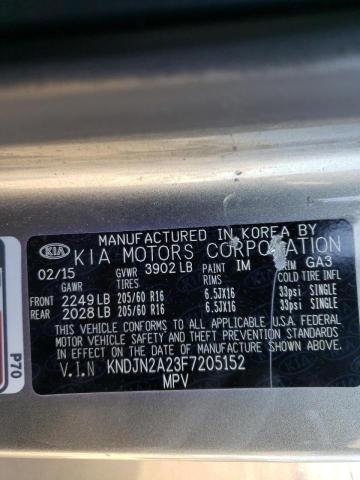 MANUFACTURED IN KOREA BY
KIA KIA MOTORS CORPORATION
02/15 GVWR 3902 LB PAINT IM TRIM GA3
GAWR TIRES RIMS COLD TIRE INFL
FRONT 2249 LB 205/60 R16 6.5JX16 33psi SINGLE
REAR 2028 LB 205/60 R16 6.5JX16 33psi SINGLE
THIS VEHICLE CONFORMS TO ALL APPLICABLE U.S.A. FEDERAL
MOTOR VEHICLE SAFETY AND THEFT PREVENTION STANDARDS
IN EFFECT ON THE DATE OF MANUFACTURE SHOWN ABOVE.
V.I.N KNDJN2A23F7205152
MPV
P70